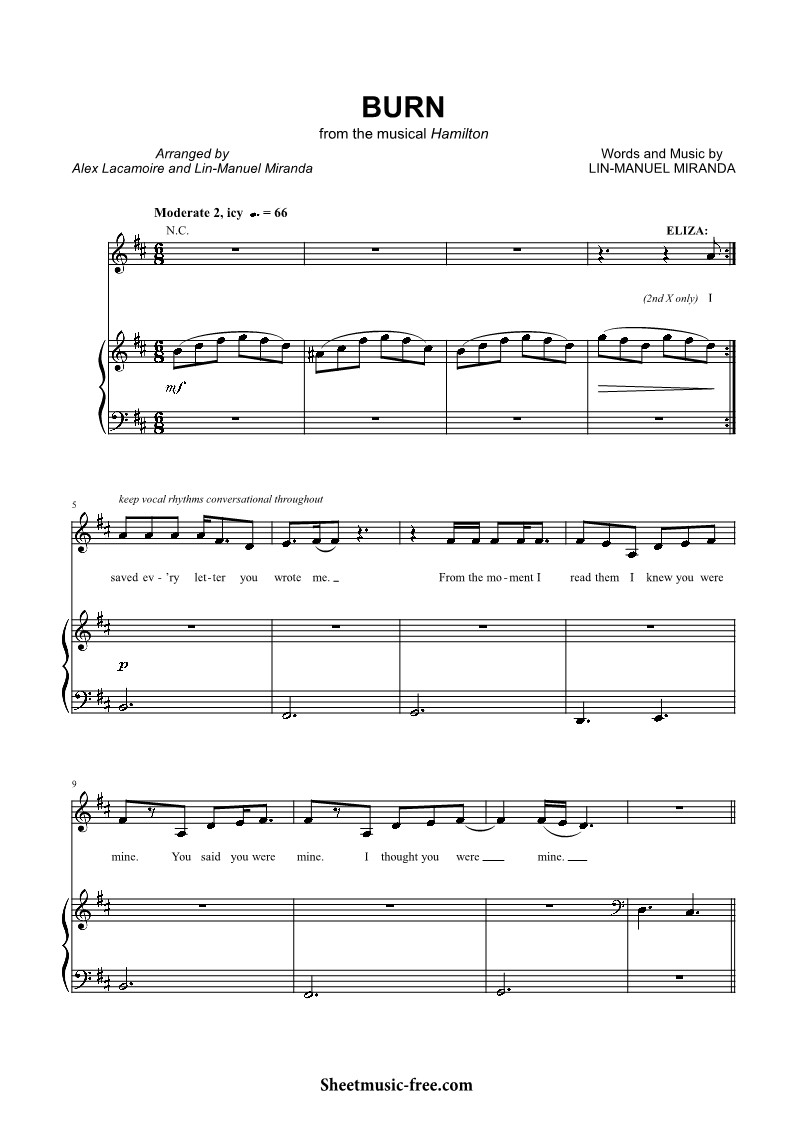 BURN
from the musical Hamilton
Arranged by
Alex Lacamoire and Lin-Manuel Miranda
Words and Music by
LIN-MANUEL MIRANDA
Moderate 2, icy ♩. = 66
N.C.
ELIZA:
(2nd X only) I
mf
5
keep vocal rhythms conversational throughout
saved ev - 'ry let-ter you wrote me. _ From the mo-ment I read them I knew you were
p
9
mine. You said you were mine. I thought you were ___ mine. ___
Sheetmusic-free.com